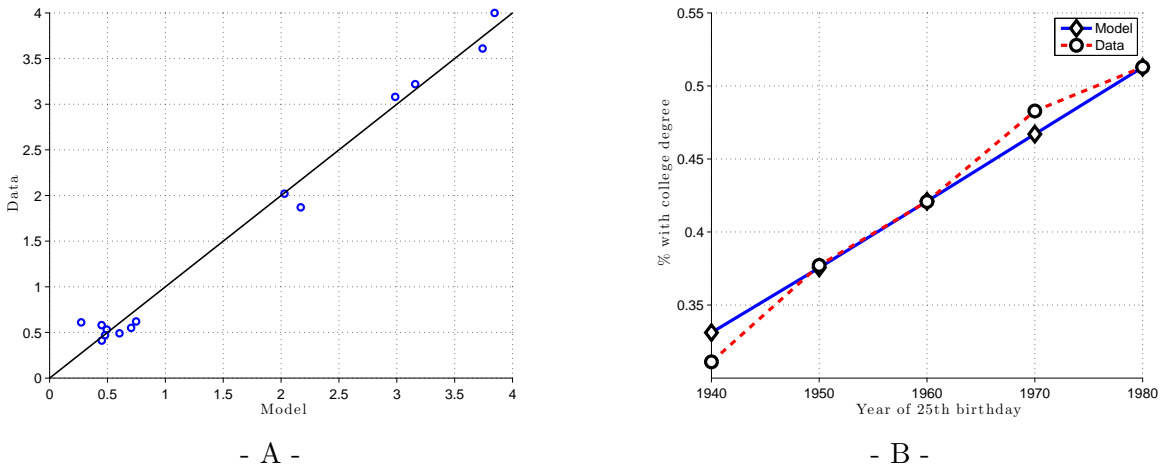 4
3.5
3
2.5
2
1.5
1
0.5
0
Data
0 0.5 1 1.5 2 2.5 3 3.5 4
Model
- A -
0.55
0.5
0.45
0.4
0.35
% with college degree
Model
Data
1940 1950 1960 1970 1980
Year of 25th birthday
- B -